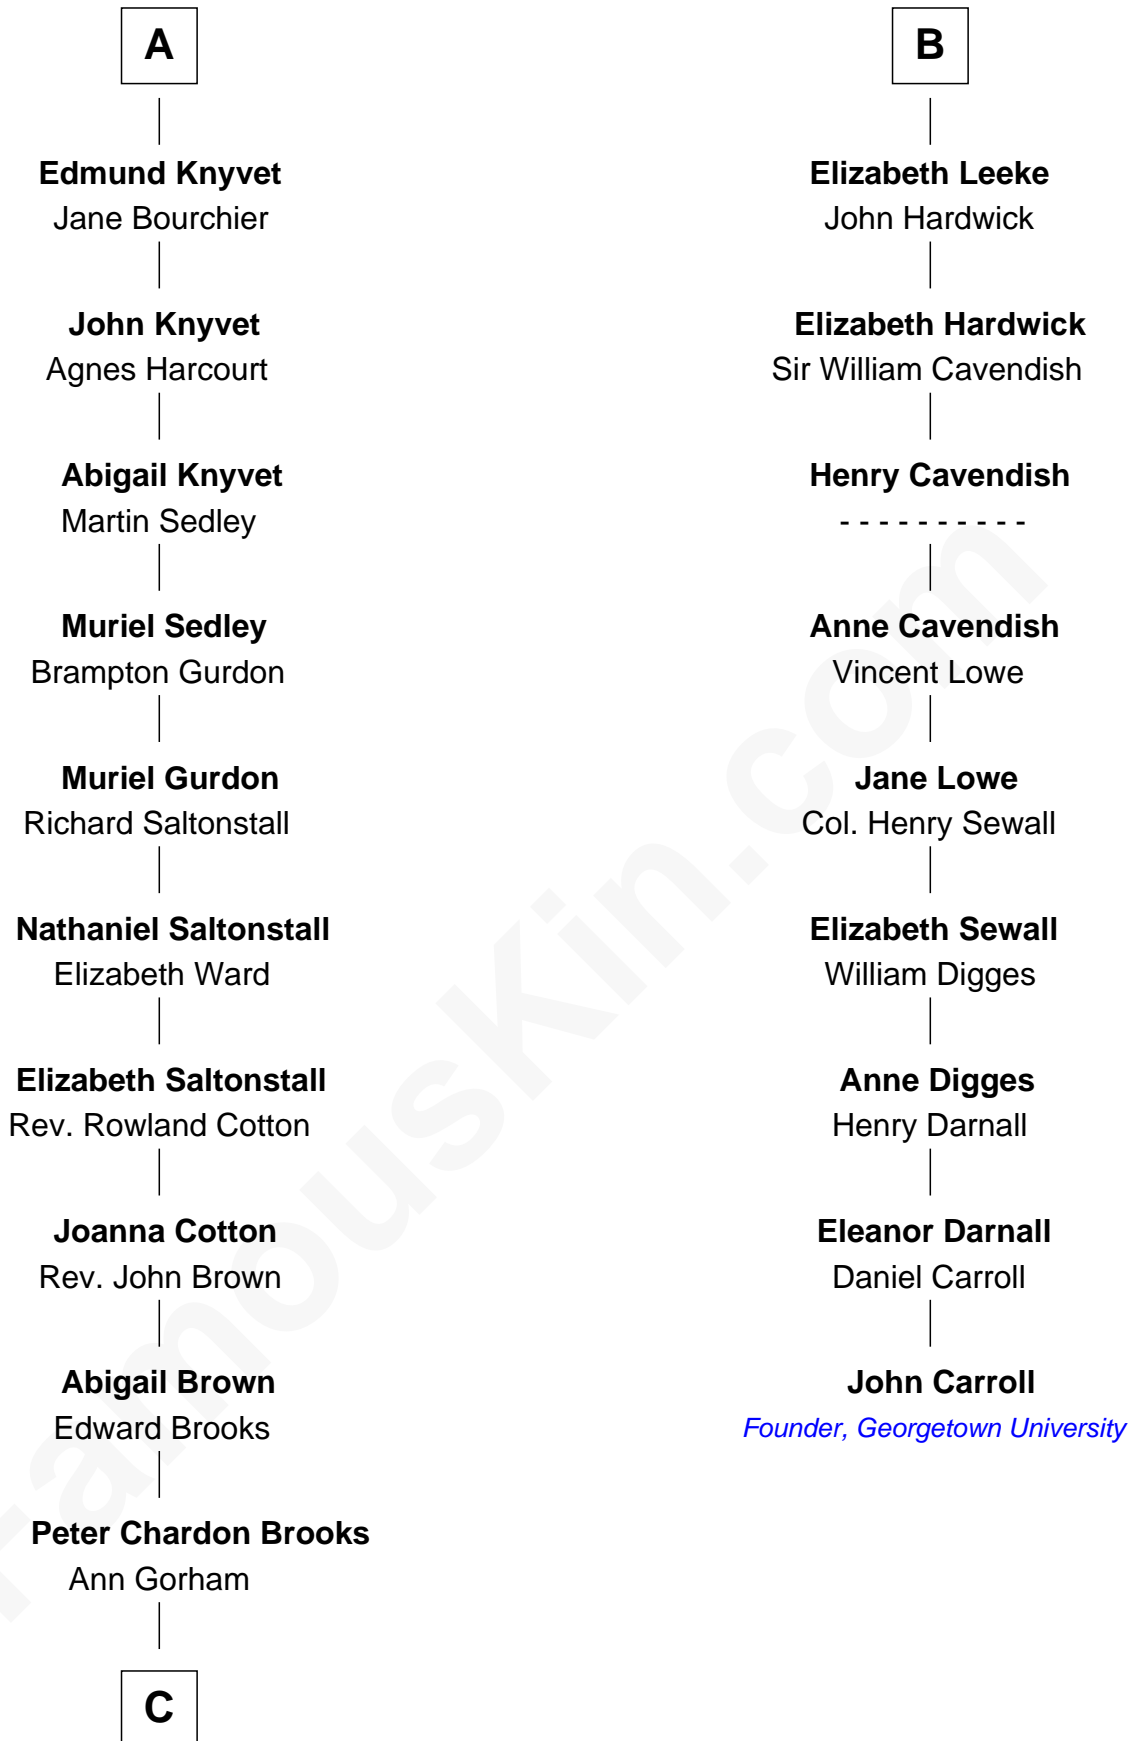 A
Edmund Knyvet
Jane Bourchier
John Knyvet
Agnes Harcourt
Abigail Knyvet
Martin Sedley
Muriel Sedley
Brampton Gurdon
Muriel Gurdon
Richard Saltonstall
Nathaniel Saltonstall
Elizabeth Ward
Elizabeth Saltonstall
Rev. Rowland Cotton
Joanna Cotton
Rev. John Brown
Abigail Brown
Edward Brooks
Peter Chardon Brooks
Ann Gorham
C
B
Elizabeth Leeke
John Hardwick
Elizabeth Hardwick
Sir William Cavendish
Henry Cavendish
- - - - - - - - - -
Anne Cavendish
Vincent Lowe
Jane Lowe
Col. Henry Sewall
Elizabeth Sewall
William Digges
Anne Digges
Henry Darnall
Eleanor Darnall
Daniel Carroll
John Carroll
Founder, Georgetown University
FamousKin.com